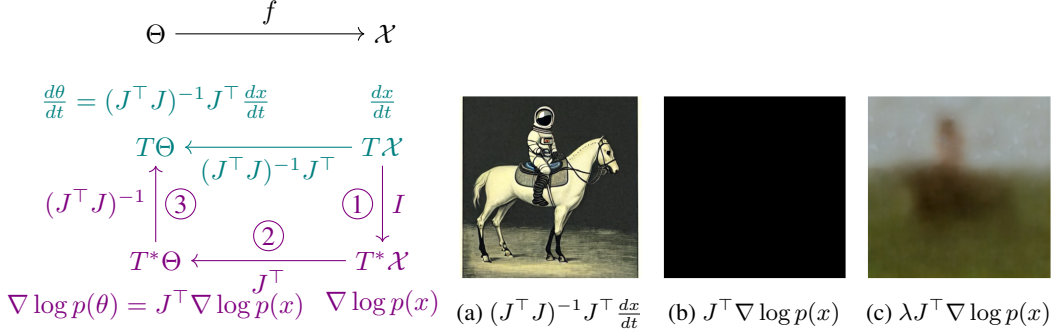 f
Θ → 𝒳
dθ/dt = (J⊤J)⁻¹J⊤ dx/dt    dx/dt
TΘ ← T𝒳
(J⊤J)⁻¹J⊤
(J⊤J)⁻¹ ③ ① I
②
T*Θ ← T*𝒳
J⊤
∇ log p(θ) = J⊤∇ log p(x)    ∇ log p(x)
(a) (J⊤J)⁻¹J⊤ dx/dt
(b) J⊤∇ log p(x)
(c) λJ⊤∇ log p(x)